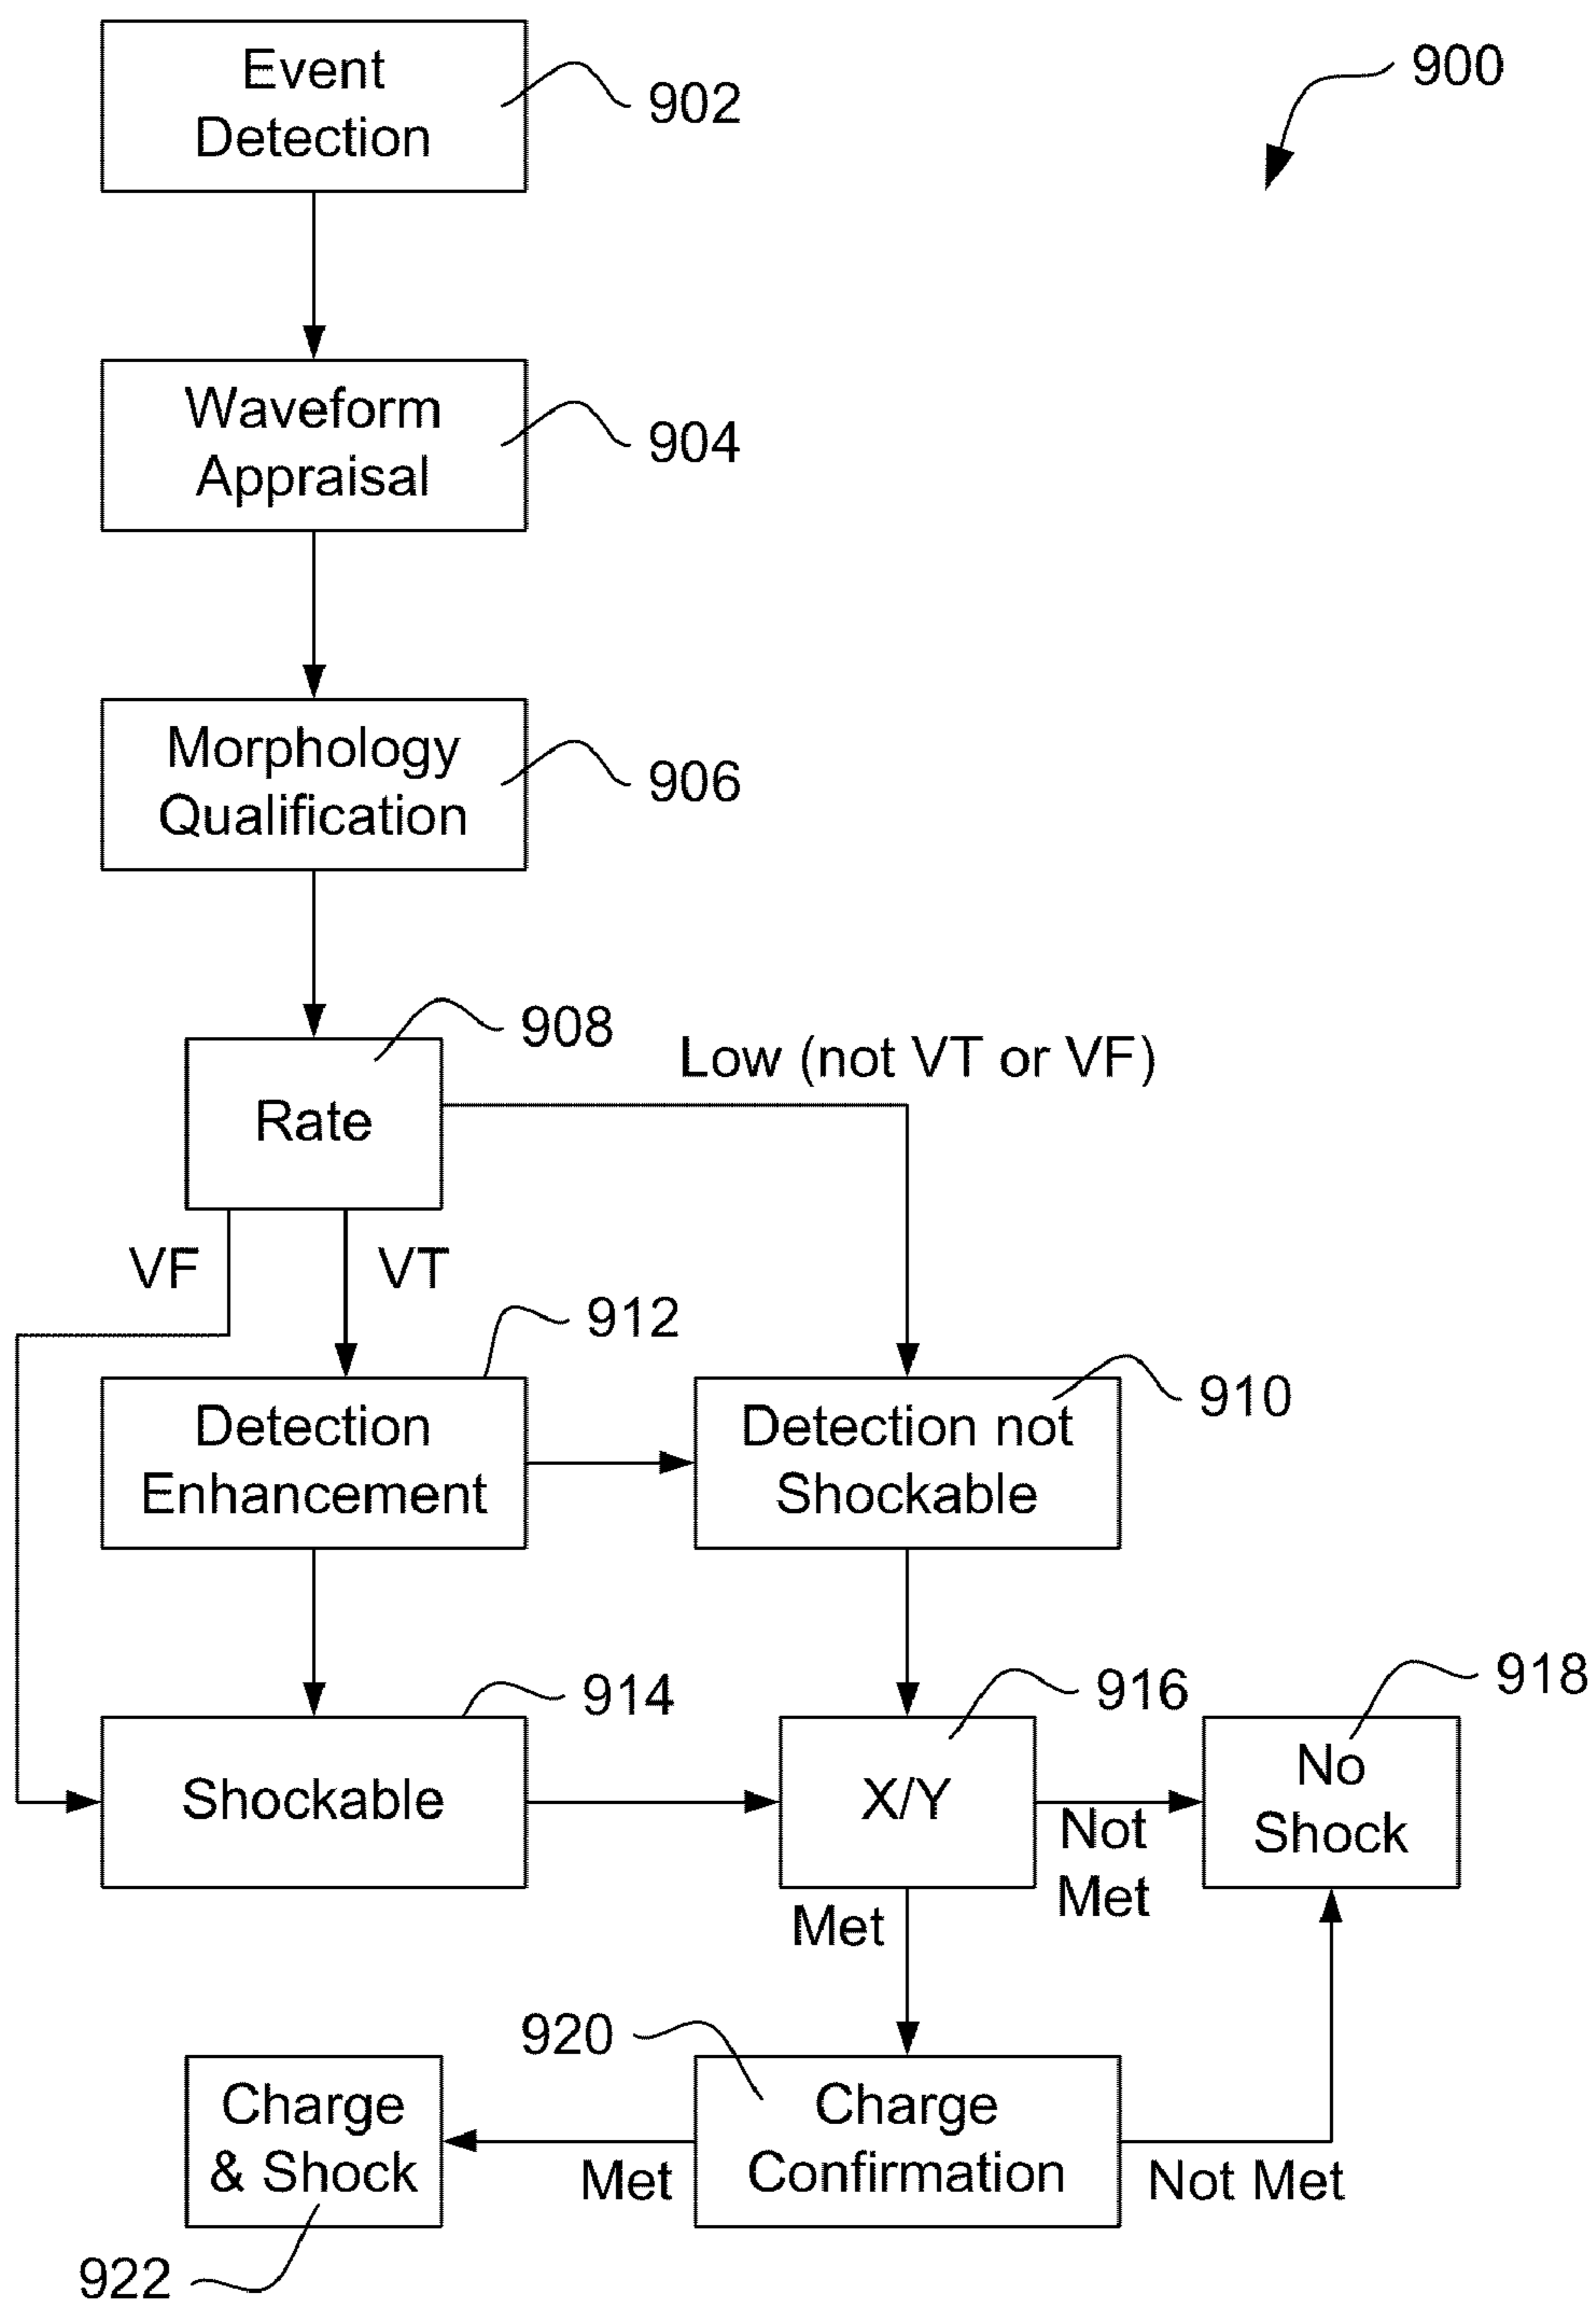 Event
Detection
902
900
Waveform
Appraisal
904
Morphology
Qualification
906
908
Rate
Low (not VT or VF)
VF
VT
912
Detection
Enhancement
910
Detection not
Shockable
914
Shockable
916
X/Y
918
No
Shock
Not
Met
Met
920
Charge
& Shock
Met
Charge
Confirmation
Not Met
922